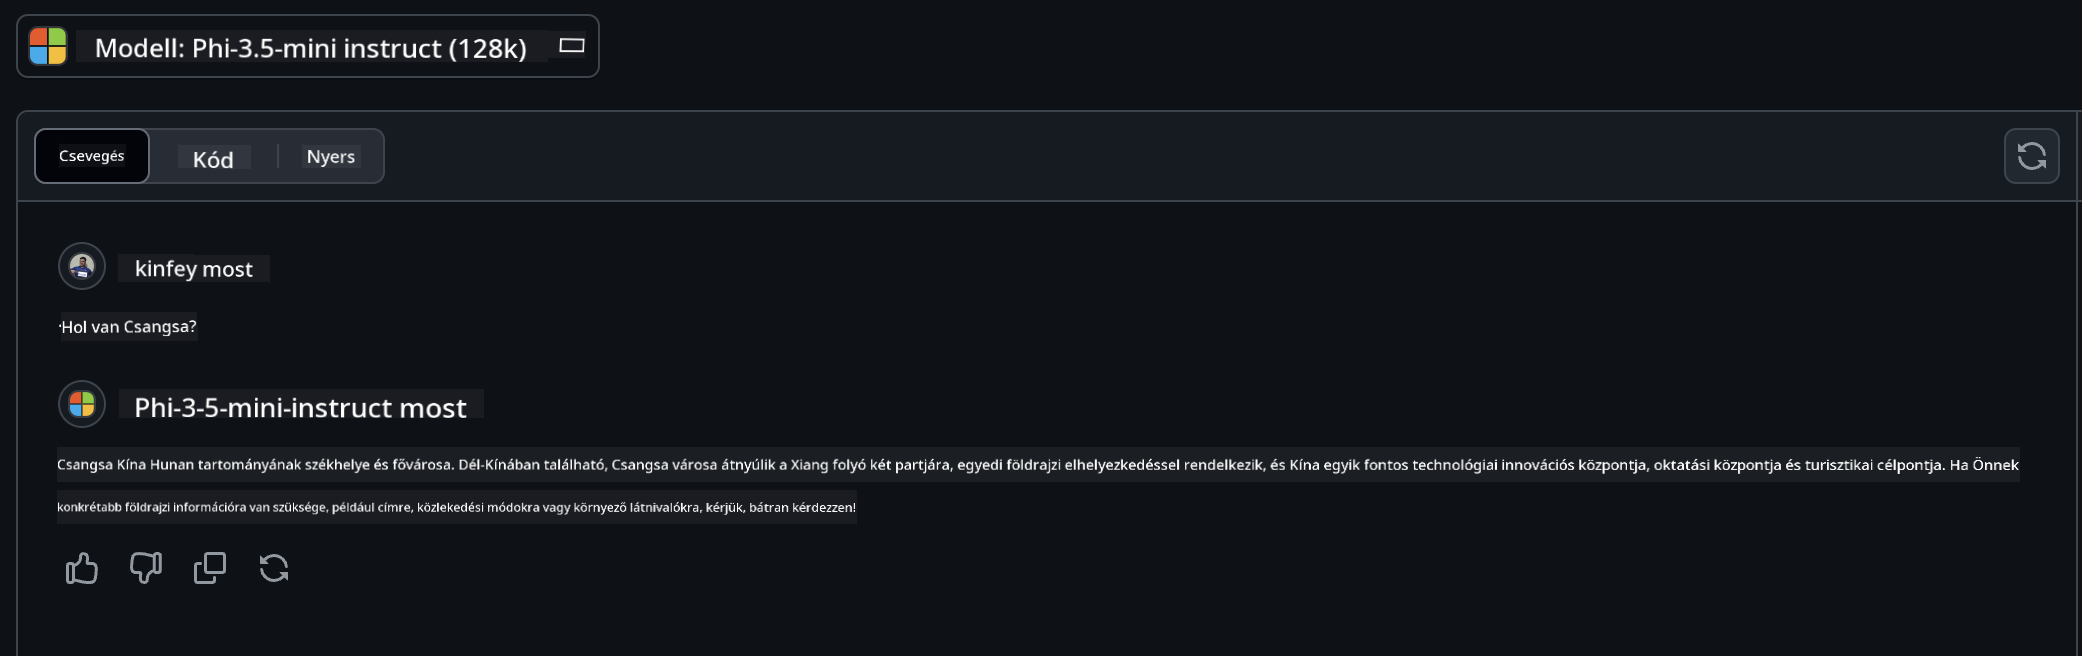 Modell: Phi-3.5-mini instruct (128k)
Csevegés
Kód
Nyers
kinfey most
Hol van Csangsa?
Phi-3-5-mini-instruct most
Csangsa Kína Hunan tartományának székhelye és fővárosa. Dél-Kínában található, Csangsa városa átnyúlik a Xiang folyó két partjára, egyedi földrajzi elhelyezkedéssel rendelkezik, és Kína egyik fontos technológiai innovációs központja, oktatási központja és turisztikai célpontja. Ha Önnek
konkrétabb földrajzi információra van szüksége, például címre, közlekedési módokra vagy környező látnivalókra, kérjük, bátran kérdezzen!